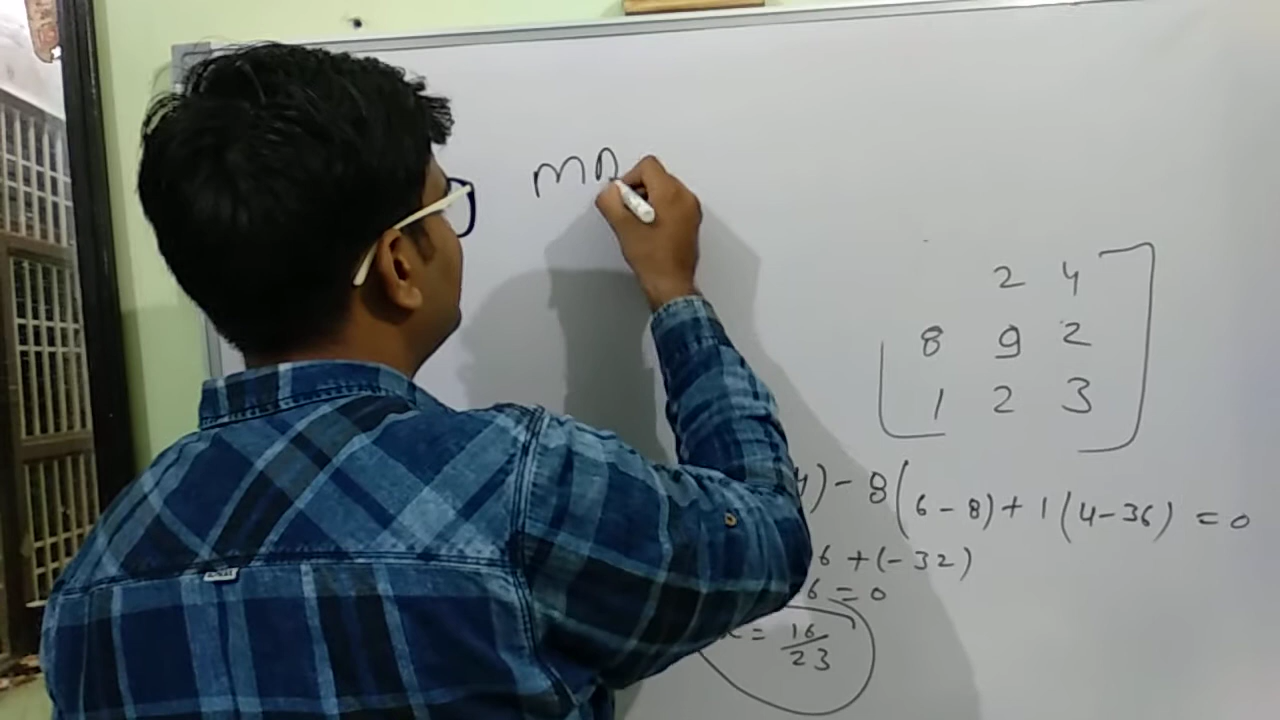 MA
2 4
8 9 2
1 2 3
4) - 8 (6 - 8) + 1 (4 - 36) = 0
6 + (-32)
6 = 0
= 16/23